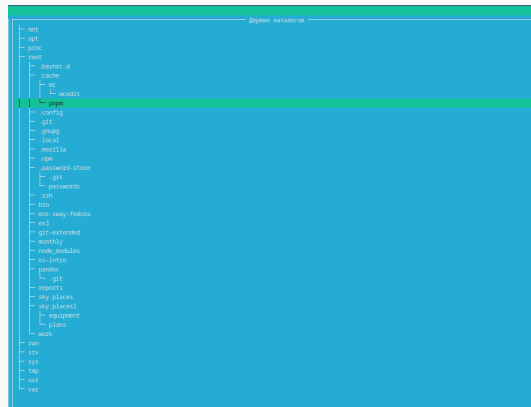 Дерево каталогов
mnt
opt
proc
root
.bashrc.d
.cache
mc
mcedit
pnpm
.config
.git
.gnupg
.local
.mozilla
.npm
.password-store
.git
passwords
.ssh
bin
eos-sway-fedora
ex3
git-extended
monthly
node_modules
os-intro
pandoc
.git
reports
sky.places
sky.places1
equipment
plans
work
run
srv
sys
tmp
usr
var